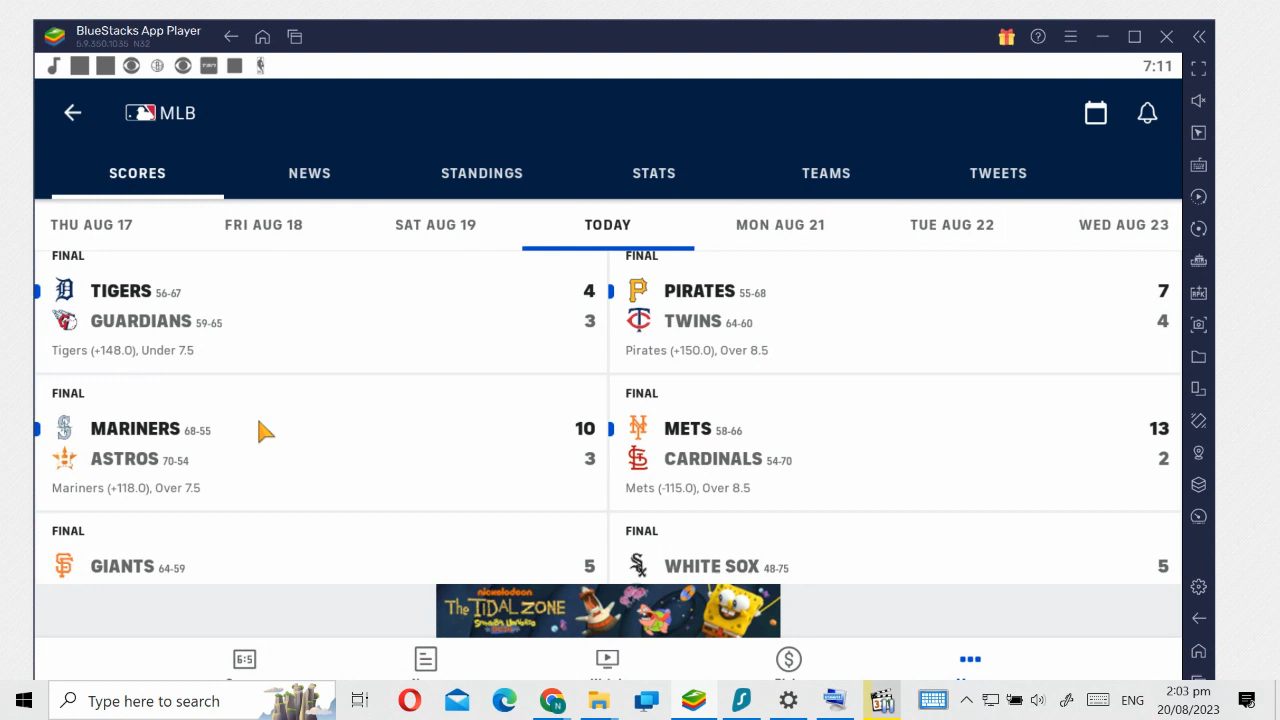 BlueStacks App Player
5.9.350.1035 N32
7:11
MLB
SCORES NEWS STANDINGS STATS TEAMS TWEETS
THU AUG 17 FRI AUG 18 SAT AUG 19 TODAY MON AUG 21 TUE AUG 22 WED AUG 23
FINAL
TIGERS 56-67 4
GUARDIANS 59-65 3
Tigers (+148.0), Under 7.5
FINAL
PIRATES 55-68 7
TWINS 64-60 4
Pirates (+150.0), Over 8.5
FINAL
MARINERS 68-55 10
ASTROS 70-54 3
Mariners (+118.0), Over 7.5
FINAL
METS 58-66 13
CARDINALS 54-70 2
Mets (-115.0), Over 8.5
FINAL
GIANTS 64-59 5
FINAL
WHITE SOX 48-75 5
nickelodeon
The TIDAL ZONE
6:5
Type here to search
ENG
2:03 pm
20/08/2023